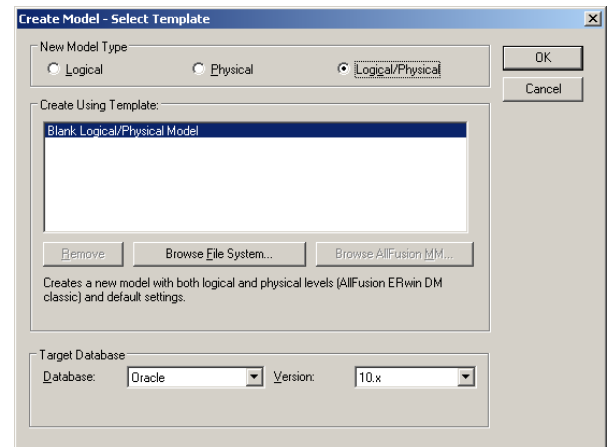 Create Model - Select Template
New Model Type
Logical
Physical
Logical/Physical
OK
Cancel
Create Using Template:
Blank Logical/Physical Model
Remove
Browse File System...
Browse AllFusion MM...
Creates a new model with both logical and physical levels (AllFusion ERwin DM
classic) and default settings.
Target Database
Database:
Oracle
Version:
10.x